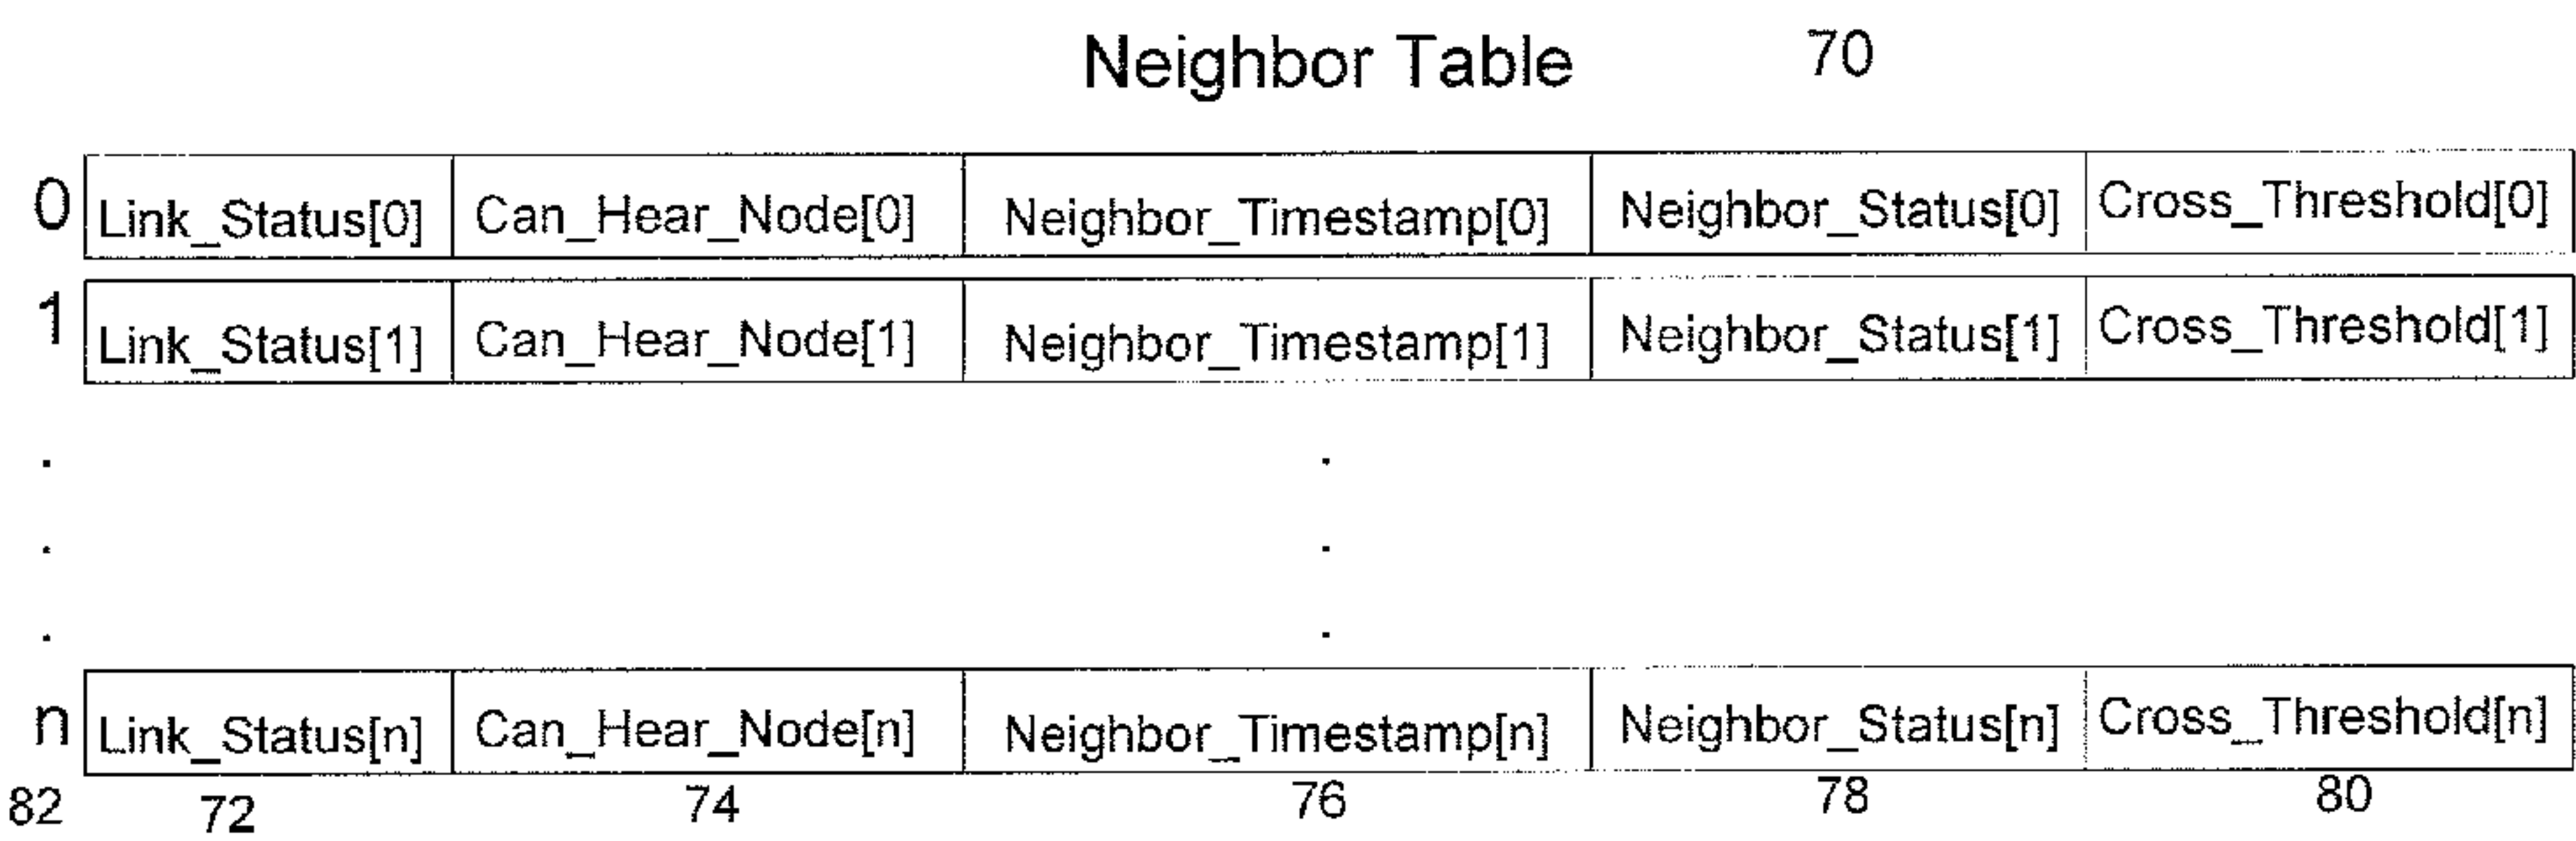 Neighbor Table 70
0 Link_Status[0] Can_Hear_Node[0] Neighbor_Timestamp[0] Neighbor_Status[0] Cross_Threshold[0]
1 Link_Status[1] Can_Hear_Node[1] Neighbor_Timestamp[1] Neighbor_Status[1] Cross_Threshold[1]
. .
. .
. .
n Link_Status[n] Can_Hear_Node[n] Neighbor_Timestamp[n] Neighbor_Status[n] Cross_Threshold[n]
82 72 74 76 78 80